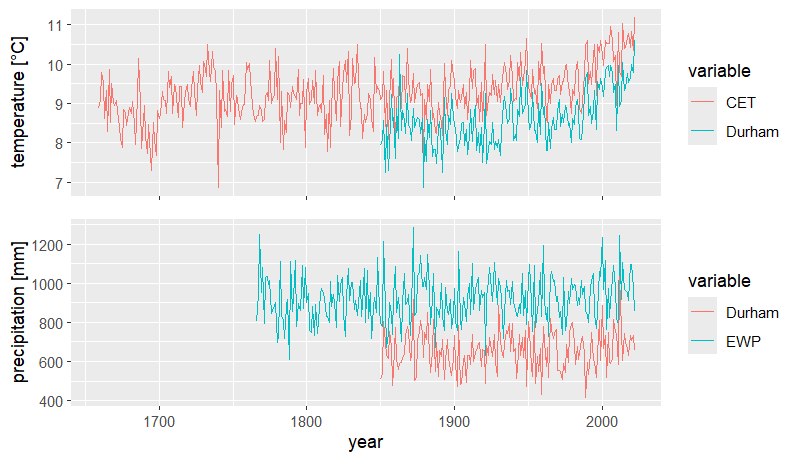 temperature [°C]
11
10
9
8
7
variable
CET
Durham
precipitation [mm]
1200
1000
800
600
400
variable
Durham
EWP
1700 1800 1900 2000
year